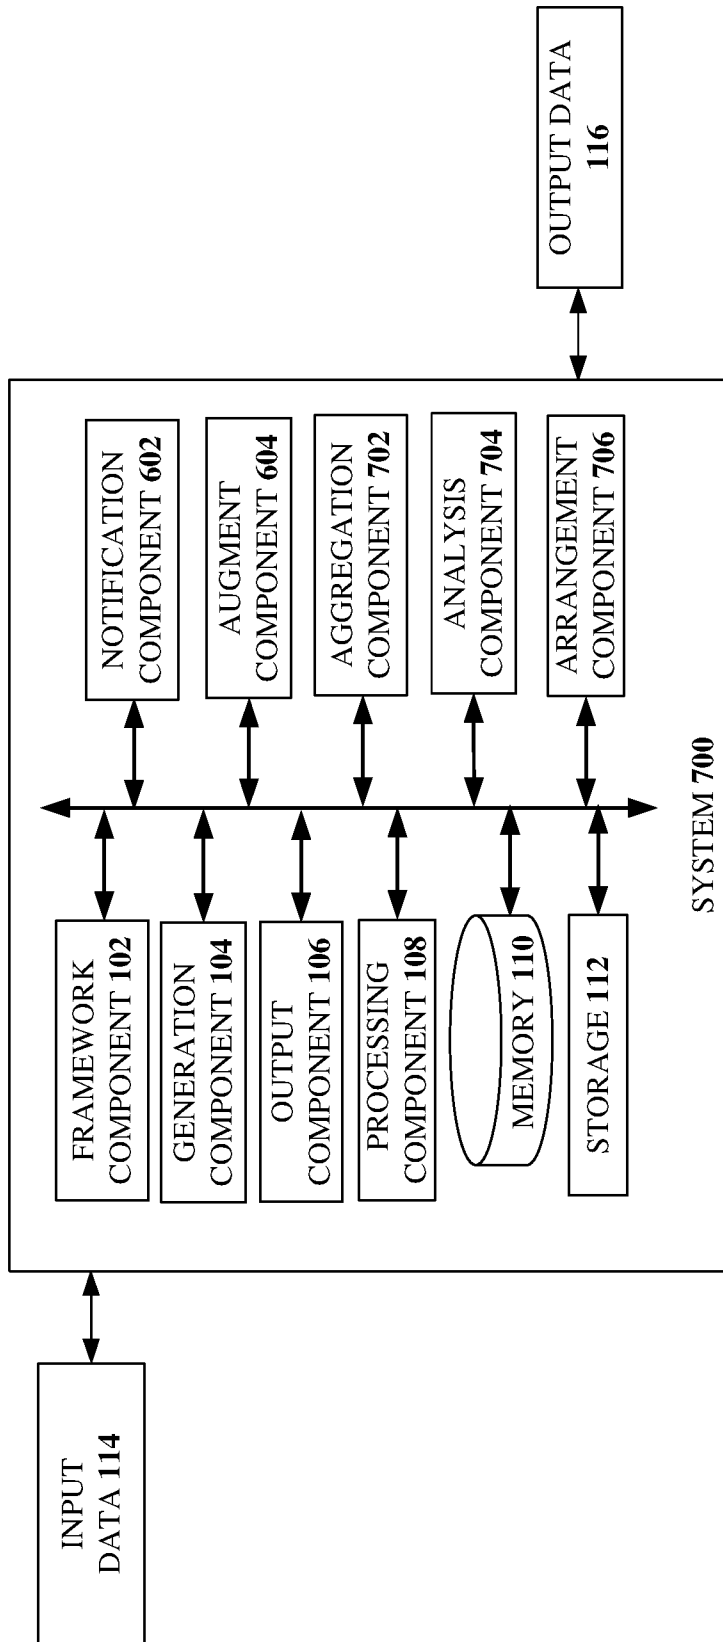 INPUT
DATA 114
FRAMEWORK
COMPONENT 102
GENERATION
COMPONENT 104
OUTPUT
COMPONENT 106
PROCESSING
COMPONENT 108
MEMORY 110
STORAGE 112
NOTIFICATION
COMPONENT 602
AUGMENT
COMPONENT 604
AGGREGATION
COMPONENT 702
ANALYSIS
COMPONENT 704
ARRANGEMENT
COMPONENT 706
SYSTEM 700
OUTPUT DATA
116